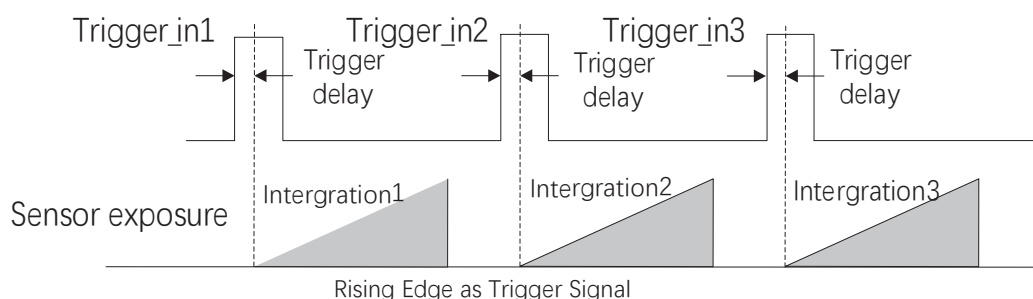 Trigger_in1
Trigger_in2
Trigger_in3
Trigger
delay
Trigger
delay
Trigger
delay
Intergration1
Intergration2
Intergration3
Sensor exposure
Rising Edge as Trigger Signal